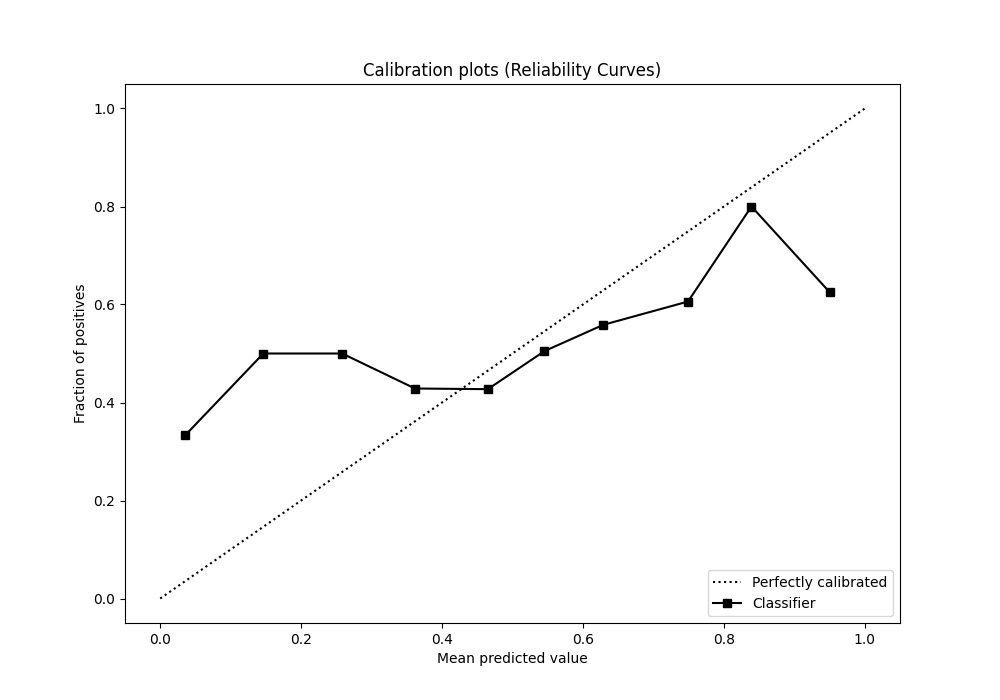 Calibration plots (Reliability Curves)
Fraction of positives
1.0
0.8
0.6
0.4
0.2
0.0
0.0 0.2 0.4 0.6 0.8 1.0
Mean predicted value
Perfectly calibrated
Classifier